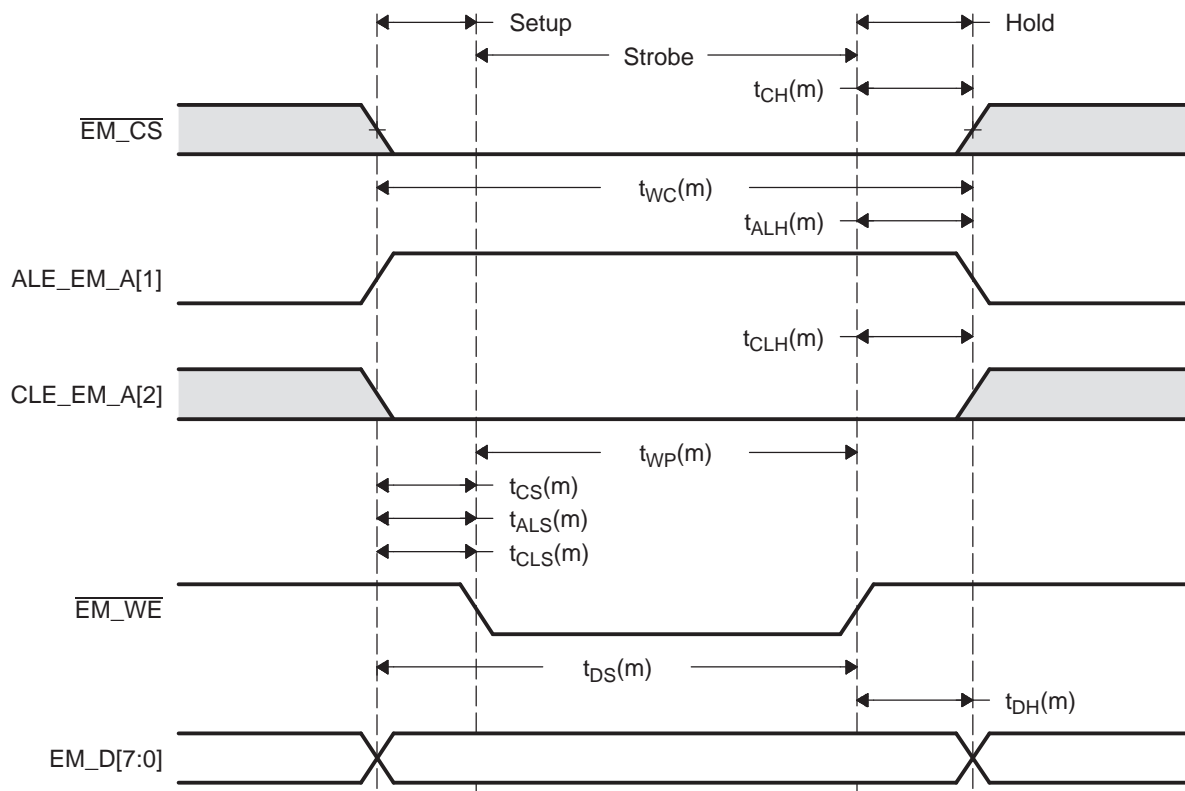 Setup
Hold
Strobe
tCH(m)
EM_CS
tWC(m)
tALH(m)
ALE_EM_A[1]
tCLH(m)
CLE_EM_A[2]
tWP(m)
tCS(m)
tALS(m)
tCLS(m)
EM_WE
tDS(m)
tDH(m)
EM_D[7:0]